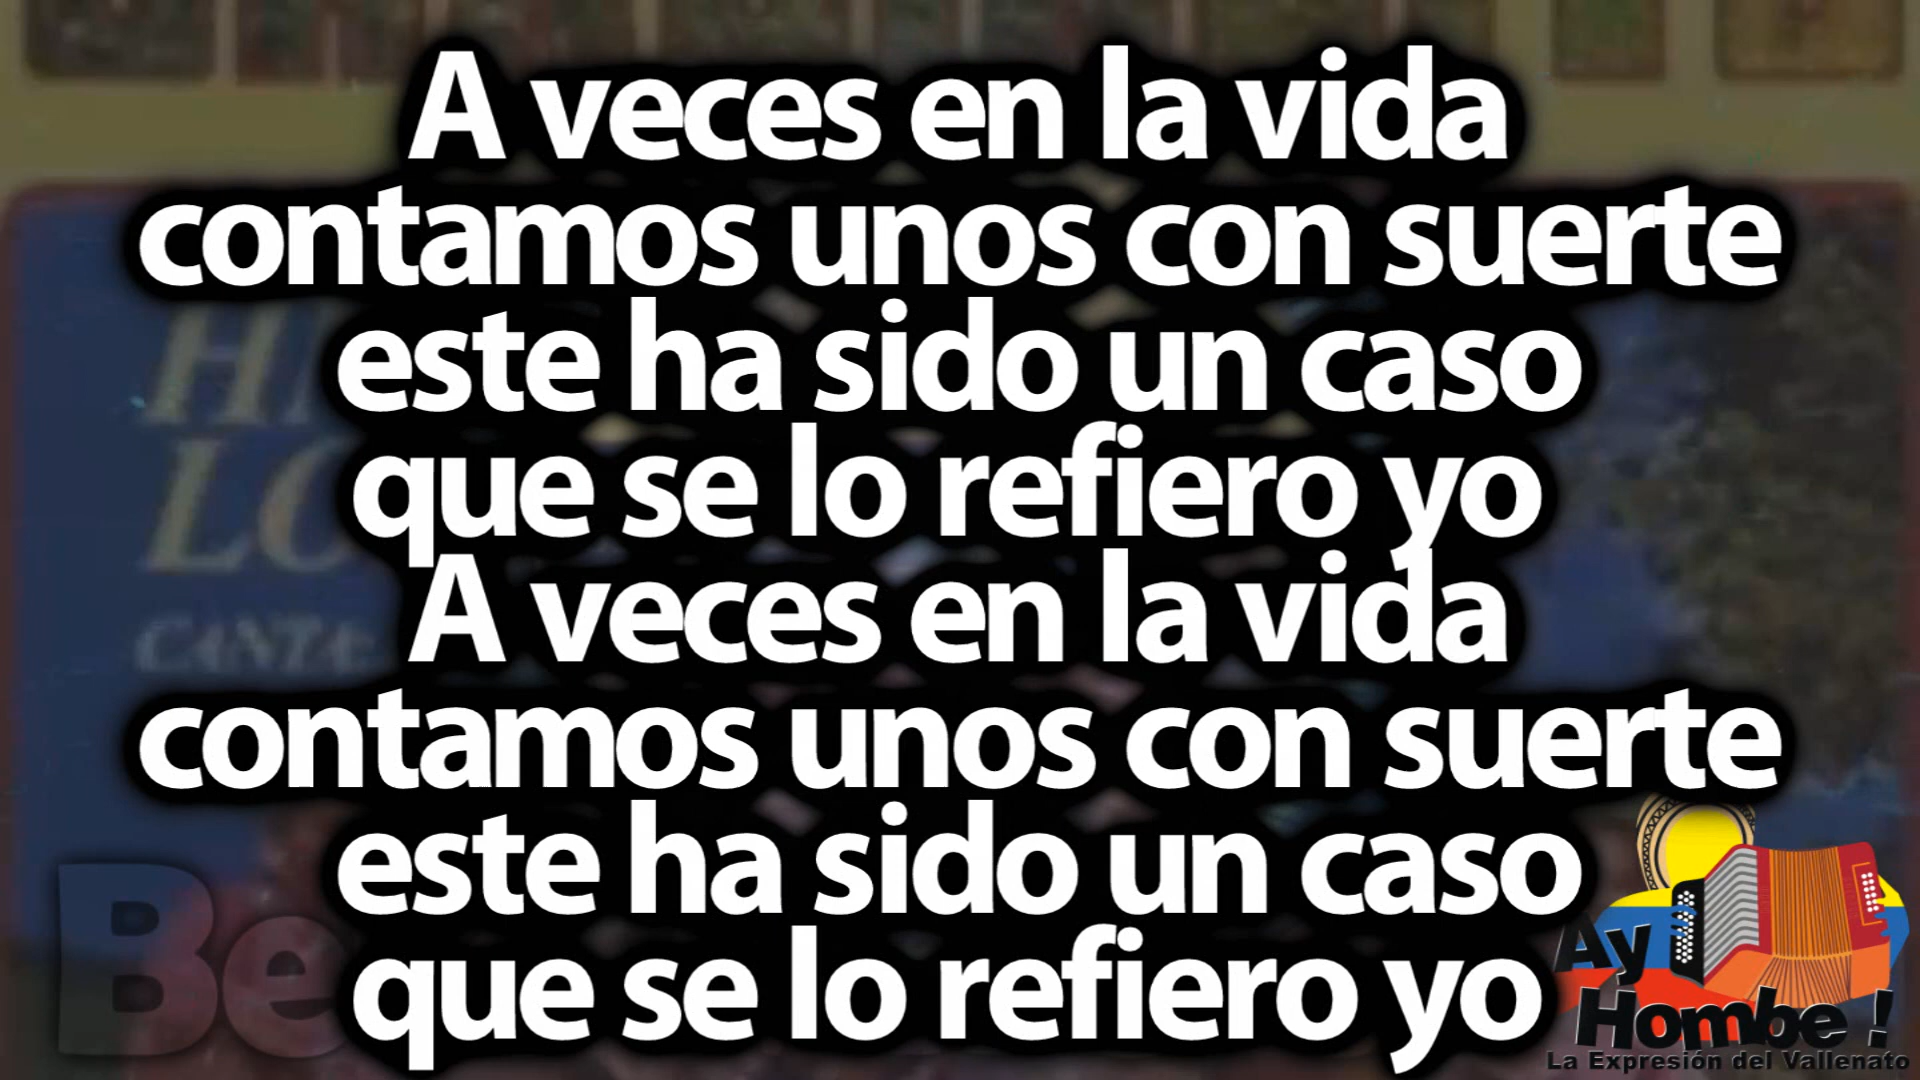 A veces en la vida
contamos unos con suerte
este ha sido un caso
que se lo refiero yo
A veces en la vida
contamos unos con suerte
este ha sido un caso
que se lo refiero yo
CANTA
Be
Ay
Hombe !
La Expresión del Vallenato